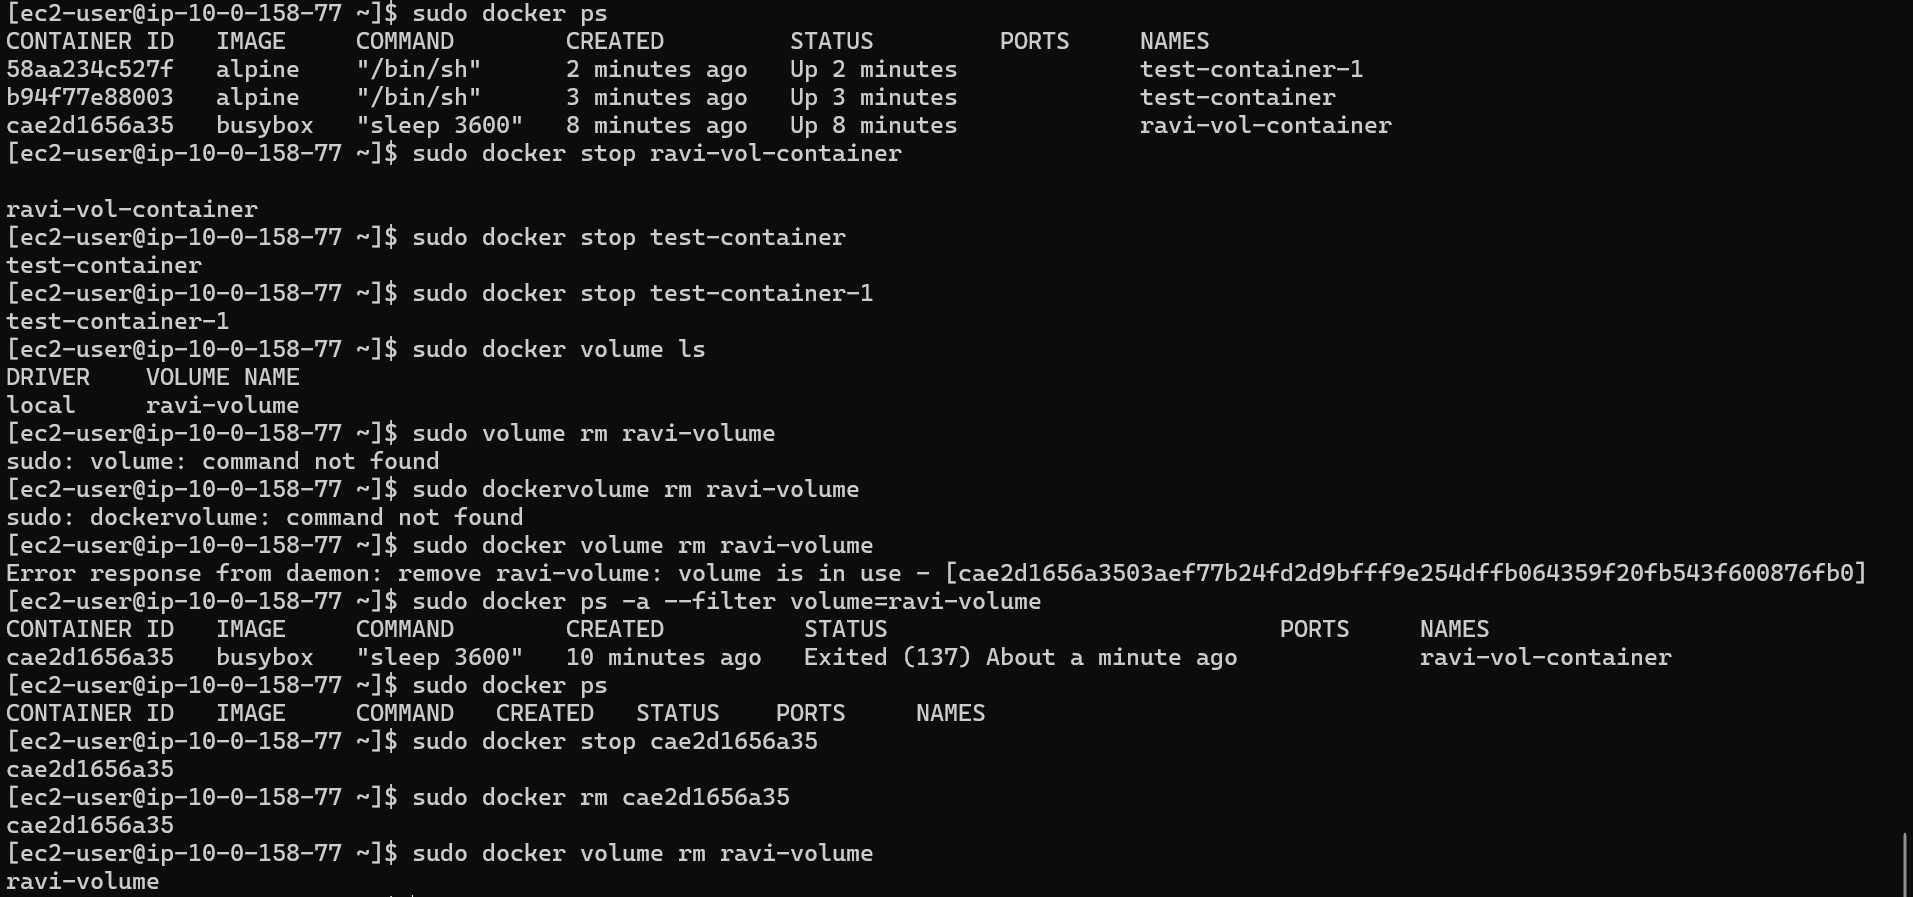 [ec2-user@ip-10-0-158-77 ~]$ sudo docker ps
CONTAINER ID   IMAGE     COMMAND        CREATED         STATUS         PORTS     NAMES
58aa234c527f   alpine    "/bin/sh"      2 minutes ago   Up 2 minutes             test-container-1
b94f77e88003   alpine    "/bin/sh"      3 minutes ago   Up 3 minutes             test-container
cae2d1656a35   busybox   "sleep 3600"   8 minutes ago   Up 8 minutes             ravi-vol-container
[ec2-user@ip-10-0-158-77 ~]$ sudo docker stop ravi-vol-container

ravi-vol-container
[ec2-user@ip-10-0-158-77 ~]$ sudo docker stop test-container
test-container
[ec2-user@ip-10-0-158-77 ~]$ sudo docker stop test-container-1
test-container-1
[ec2-user@ip-10-0-158-77 ~]$ sudo docker volume ls
DRIVER    VOLUME NAME
local     ravi-volume
[ec2-user@ip-10-0-158-77 ~]$ sudo volume rm ravi-volume
sudo: volume: command not found
[ec2-user@ip-10-0-158-77 ~]$ sudo dockervolume rm ravi-volume
sudo: dockervolume: command not found
[ec2-user@ip-10-0-158-77 ~]$ sudo docker volume rm ravi-volume
Error response from daemon: remove ravi-volume: volume is in use - [cae2d1656a3503aef77b24fd2d9bfff9e254dffb064359f20fb543f600876fb0]
[ec2-user@ip-10-0-158-77 ~]$ sudo docker ps -a --filter volume=ravi-volume
CONTAINER ID   IMAGE     COMMAND        CREATED          STATUS                            PORTS     NAMES
cae2d1656a35   busybox   "sleep 3600"   10 minutes ago   Exited (137) About a minute ago             ravi-vol-container
[ec2-user@ip-10-0-158-77 ~]$ sudo docker ps
CONTAINER ID   IMAGE     COMMAND   CREATED   STATUS    PORTS     NAMES
[ec2-user@ip-10-0-158-77 ~]$ sudo docker stop cae2d1656a35
cae2d1656a35
[ec2-user@ip-10-0-158-77 ~]$ sudo docker rm cae2d1656a35
cae2d1656a35
[ec2-user@ip-10-0-158-77 ~]$ sudo docker volume rm ravi-volume
ravi-volume